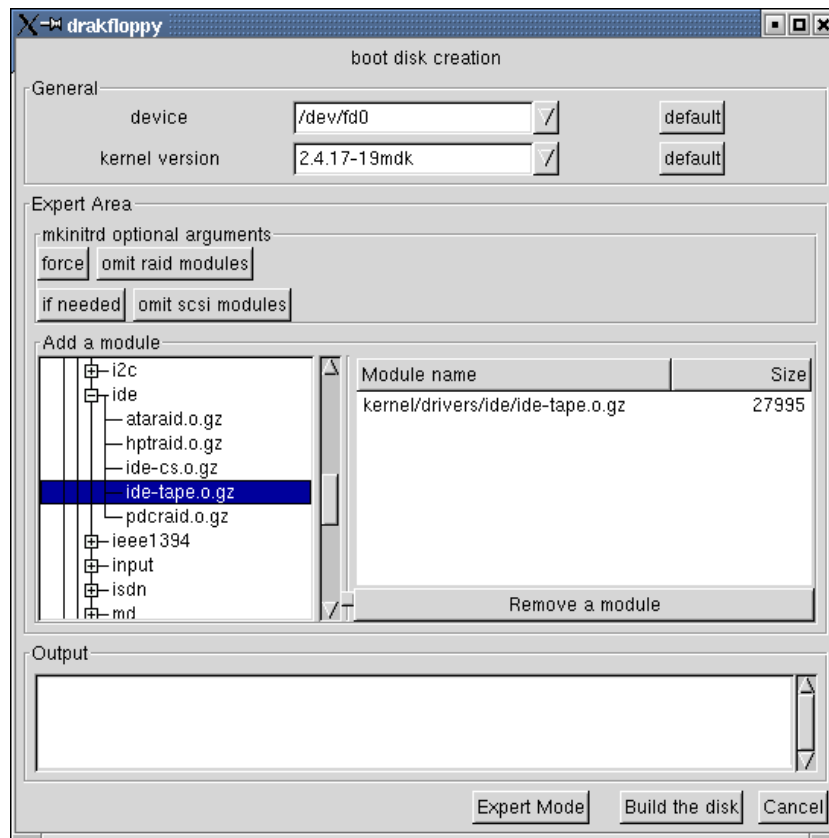 drakfloppy
boot disk creation
General
device /dev/fd0 default
kernel version 2.4.17-19mdk default
Expert Area
mkinitrd optional arguments
force omit raid modules
if needed omit scsi modules
Add a module
i2c
ide
ataraid.o.gz
hptraid.o.gz
ide-cs.o.gz
ide-tape.o.gz
pdcraid.o.gz
ieee1394
input
isdn
md
Module name Size
kernel/drivers/ide/ide-tape.o.gz 27995
Remove a module
Output
Expert Mode Build the disk Cancel